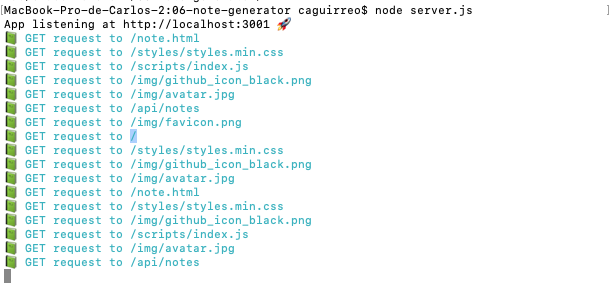 [MacBook-Pro-de-Carlos-2:06-note-generator caguirreo$ node server.js ]
App listening at http://localhost:3001 🚀
📗 GET request to /note.html
📗 GET request to /styles/styles.min.css
📗 GET request to /scripts/index.js
📗 GET request to /img/github_icon_black.png
📗 GET request to /img/avatar.jpg
📗 GET request to /api/notes
📗 GET request to /img/favicon.png
📗 GET request to /
📗 GET request to /styles/styles.min.css
📗 GET request to /img/github_icon_black.png
📗 GET request to /img/avatar.jpg
📗 GET request to /note.html
📗 GET request to /styles/styles.min.css
📗 GET request to /img/github_icon_black.png
📗 GET request to /scripts/index.js
📗 GET request to /img/avatar.jpg
📗 GET request to /api/notes